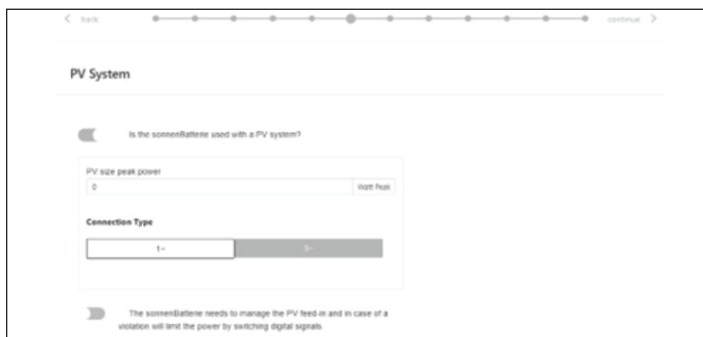 back
continue
PV System
Is the sonnenBatterie used with a PV system?
PV size peak power
0 Watt Peak
Connection Type
1~ 3~
The sonnenBatterie needs to manage the PV feed-in and in case of a
violation will limit the power by switching digital signals.